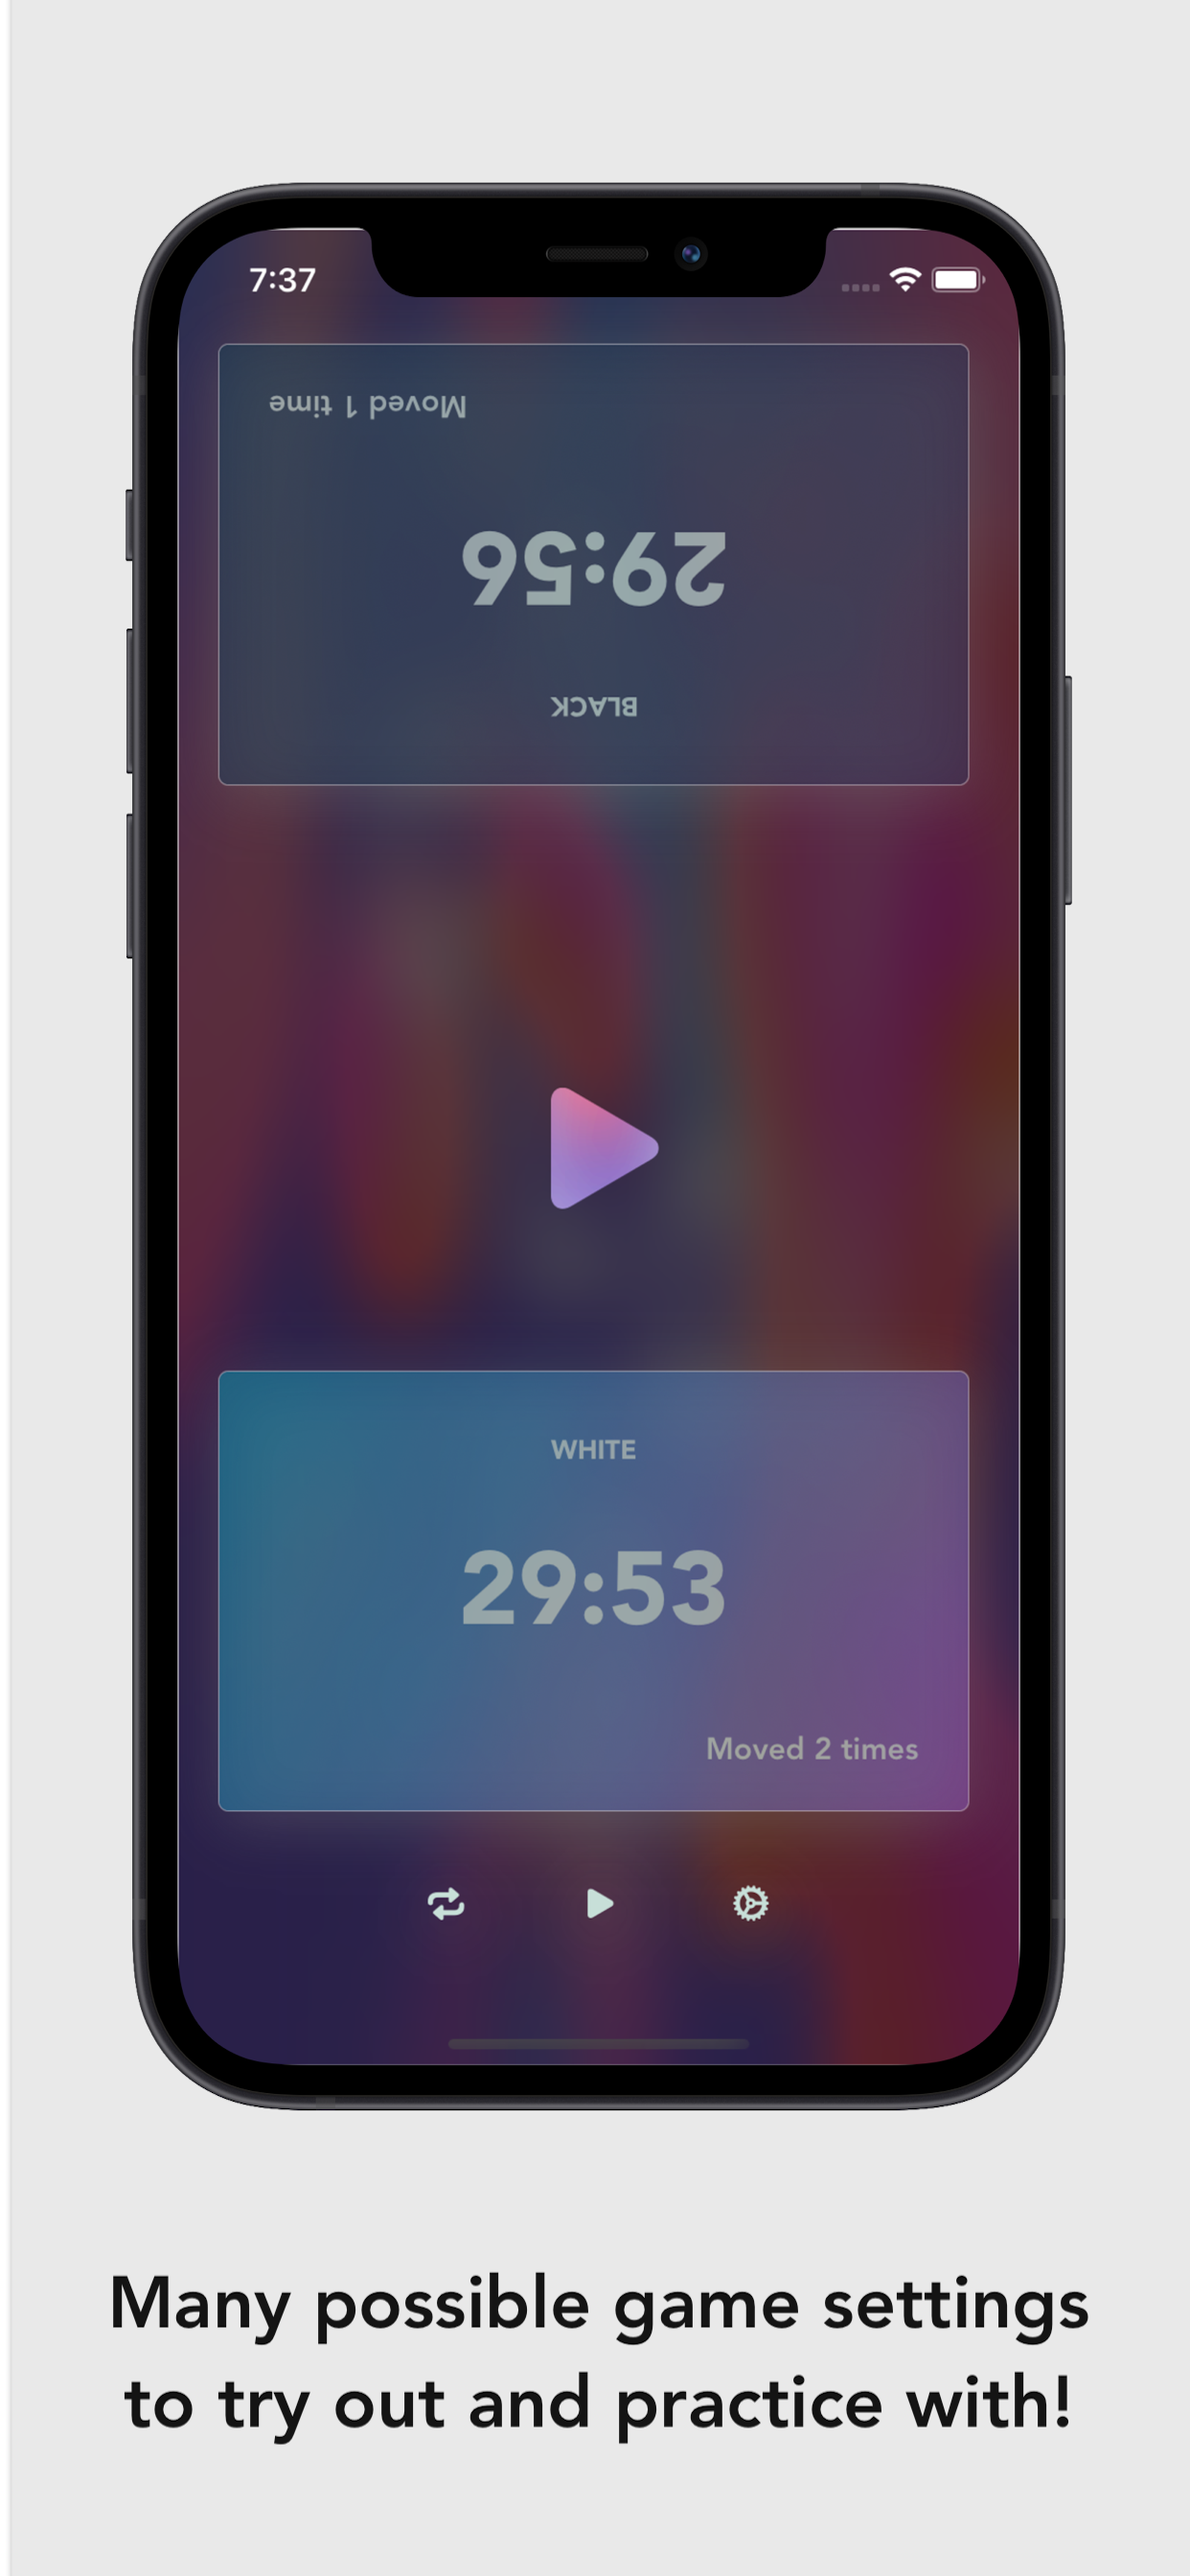 7:37
Moved 1 time
29:56
BLACK
WHITE
29:53
Moved 2 times
Many possible game settings
to try out and practice with!